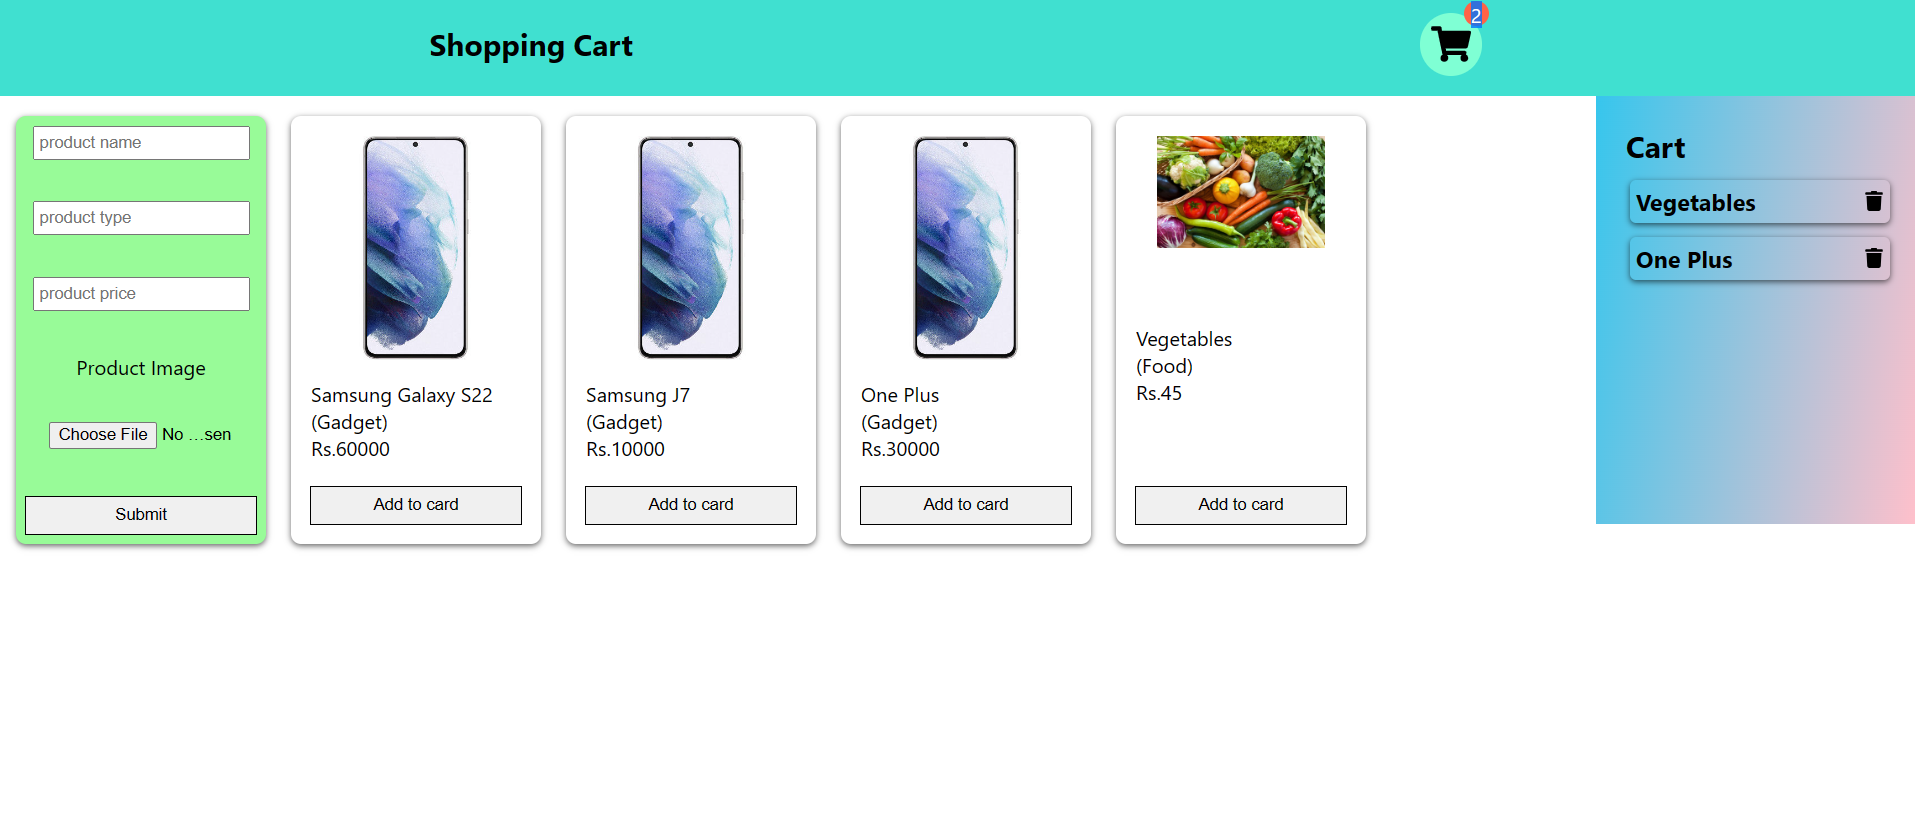 Shopping Cart
2
product name
product type
product price
Product Image
Choose File No ...sen
Submit
Samsung Galaxy S22
(Gadget)
Rs.60000
Add to card
Samsung J7
(Gadget)
Rs.10000
Add to card
One Plus
(Gadget)
Rs.30000
Add to card
Vegetables
(Food)
Rs.45
Add to card
Cart
Vegetables
One Plus